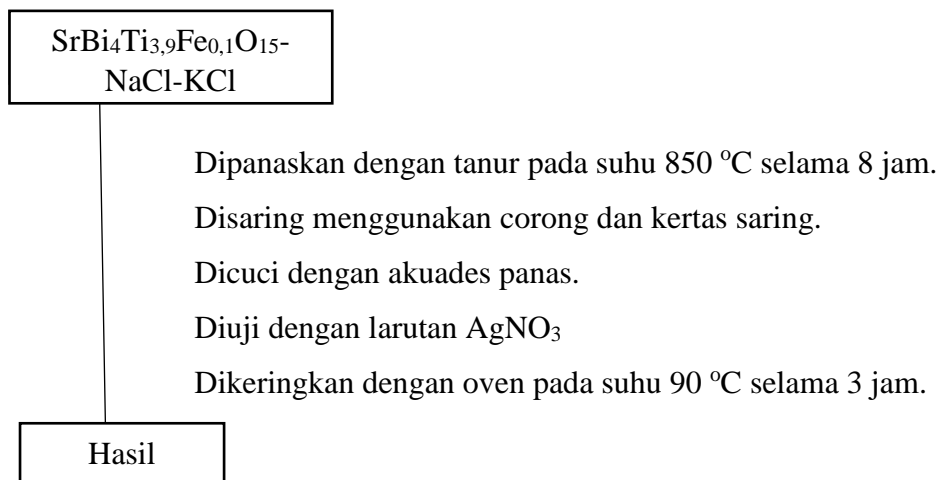 SrBi₄Ti₃,₉Fe₀,₁O₁₅-
NaCl-KCl
Dipanaskan dengan tanur pada suhu 850 ᵒC selama 8 jam.
Disaring menggunakan corong dan kertas saring.
Dicuci dengan akuades panas.
Diuji dengan larutan AgNO₃
Dikeringkan dengan oven pada suhu 90 ᵒC selama 3 jam.
Hasil